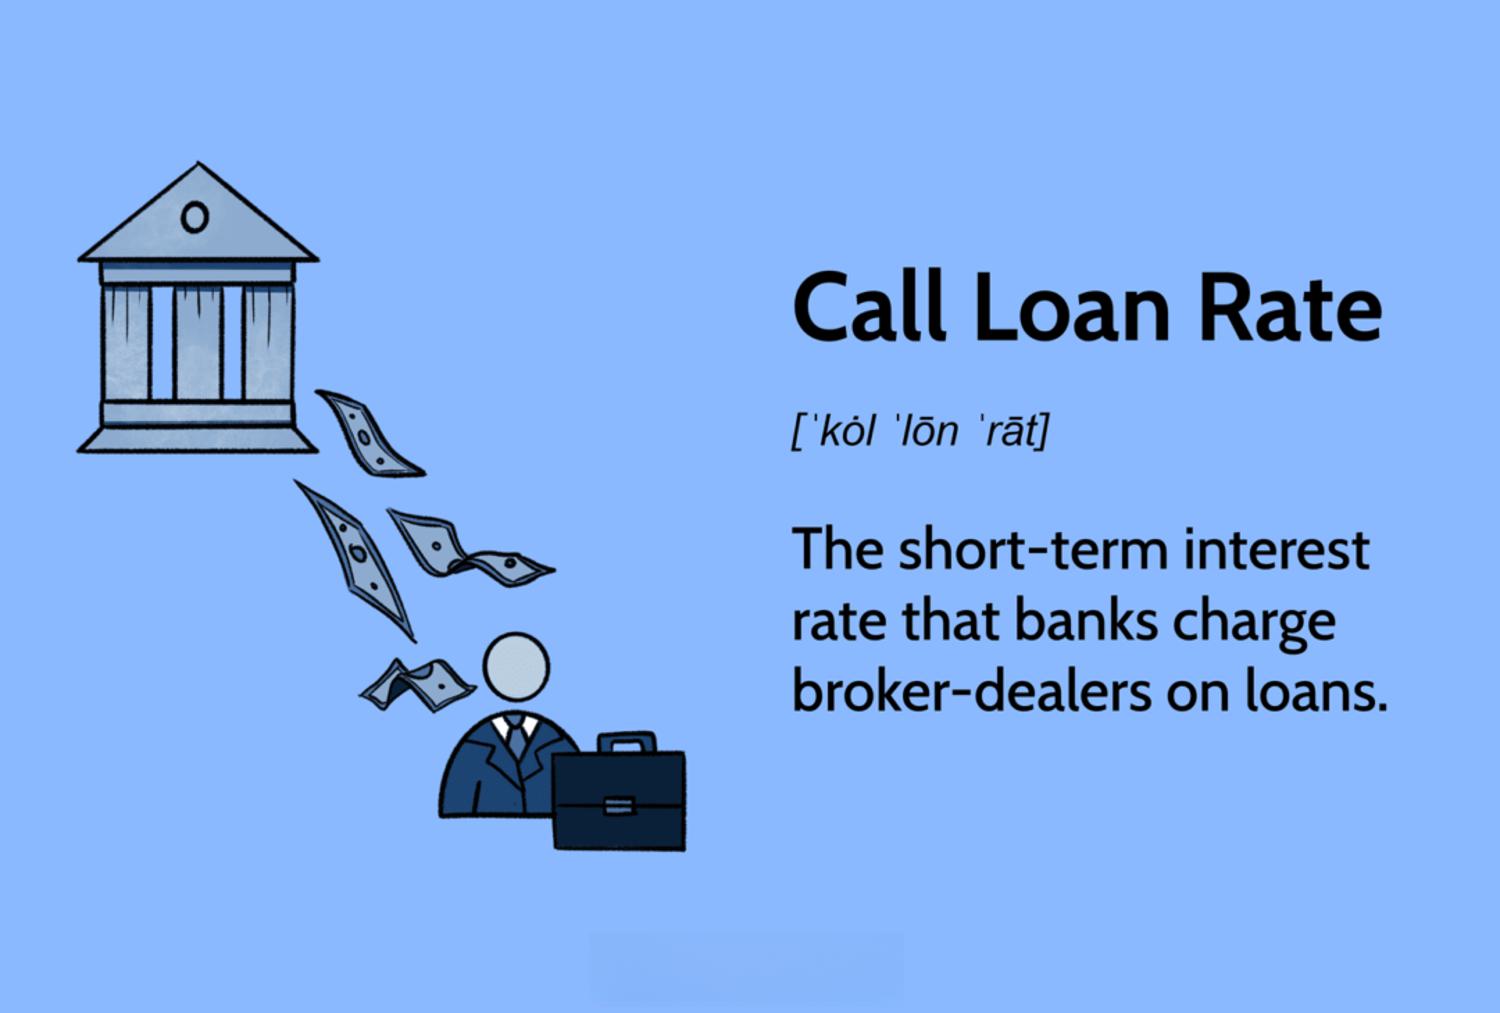 Call Loan Rate
[ˈkȯl ˈlōn ˈrāt]
The short-term interest
rate that banks charge
broker-dealers on loans.